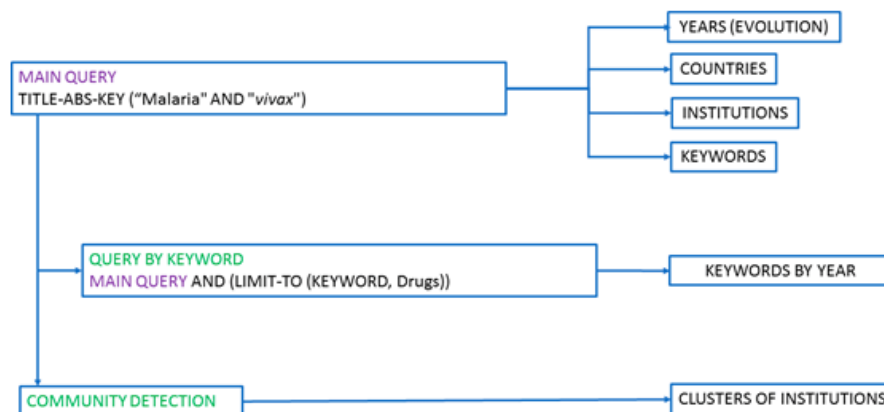 YEARS (EVOLUTION)
MAIN QUERY
TITLE-ABS-KEY (“Malaria" AND "vivax")
COUNTRIES
INSTITUTIONS
KEYWORDS
QUERY BY KEYWORD
MAIN QUERY AND (LIMIT-TO (KEYWORD, Drugs))
KEYWORDS BY YEAR
COMMUNITY DETECTION
CLUSTERS OF INSTITUTIONS